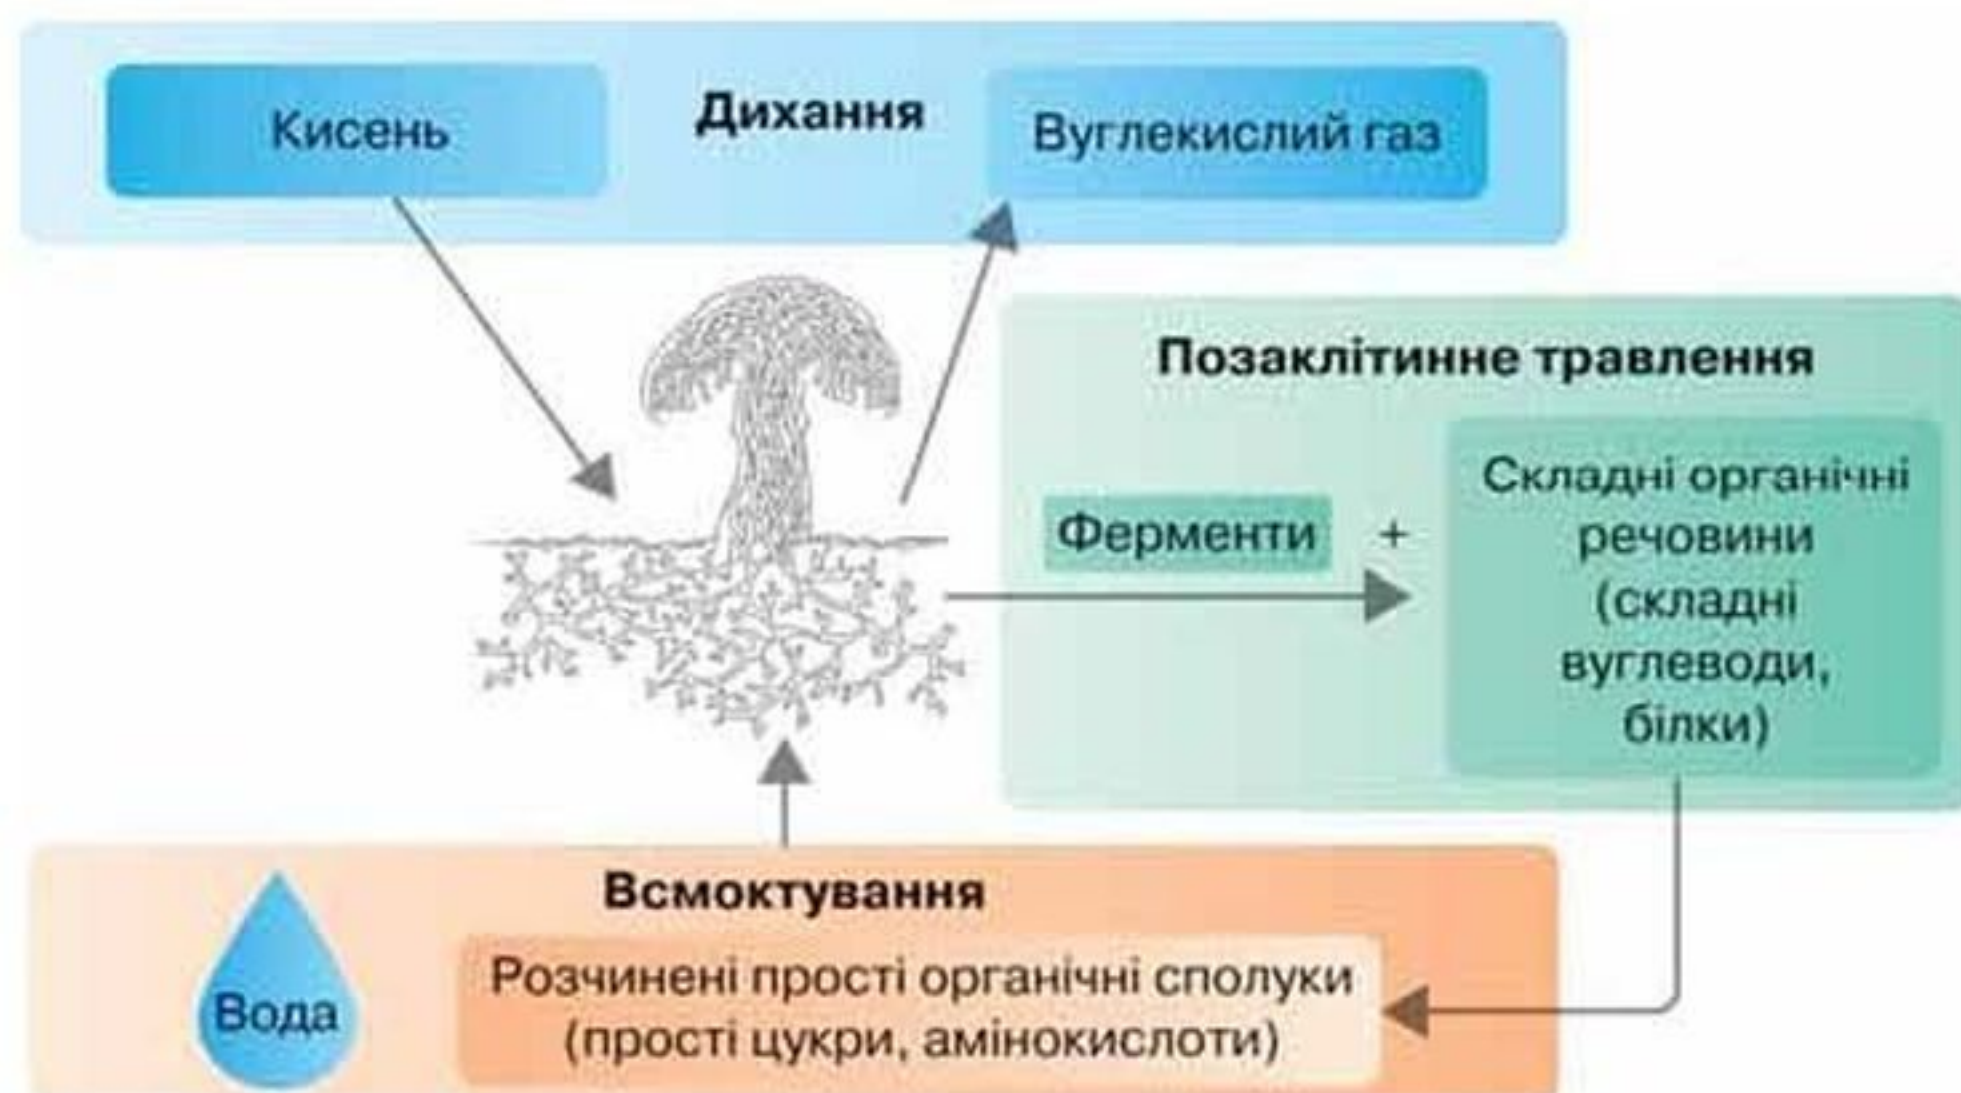 Дихання
Кисень
Вуглекислий газ
Позаклітинне травлення
Ферменти
+
Складні органічні
речовини
(складні
вуглеводи,
білки)
Всмоктування
Вода
Розчинені прості органічні сполуки
(прості цукри, амінокислоти)